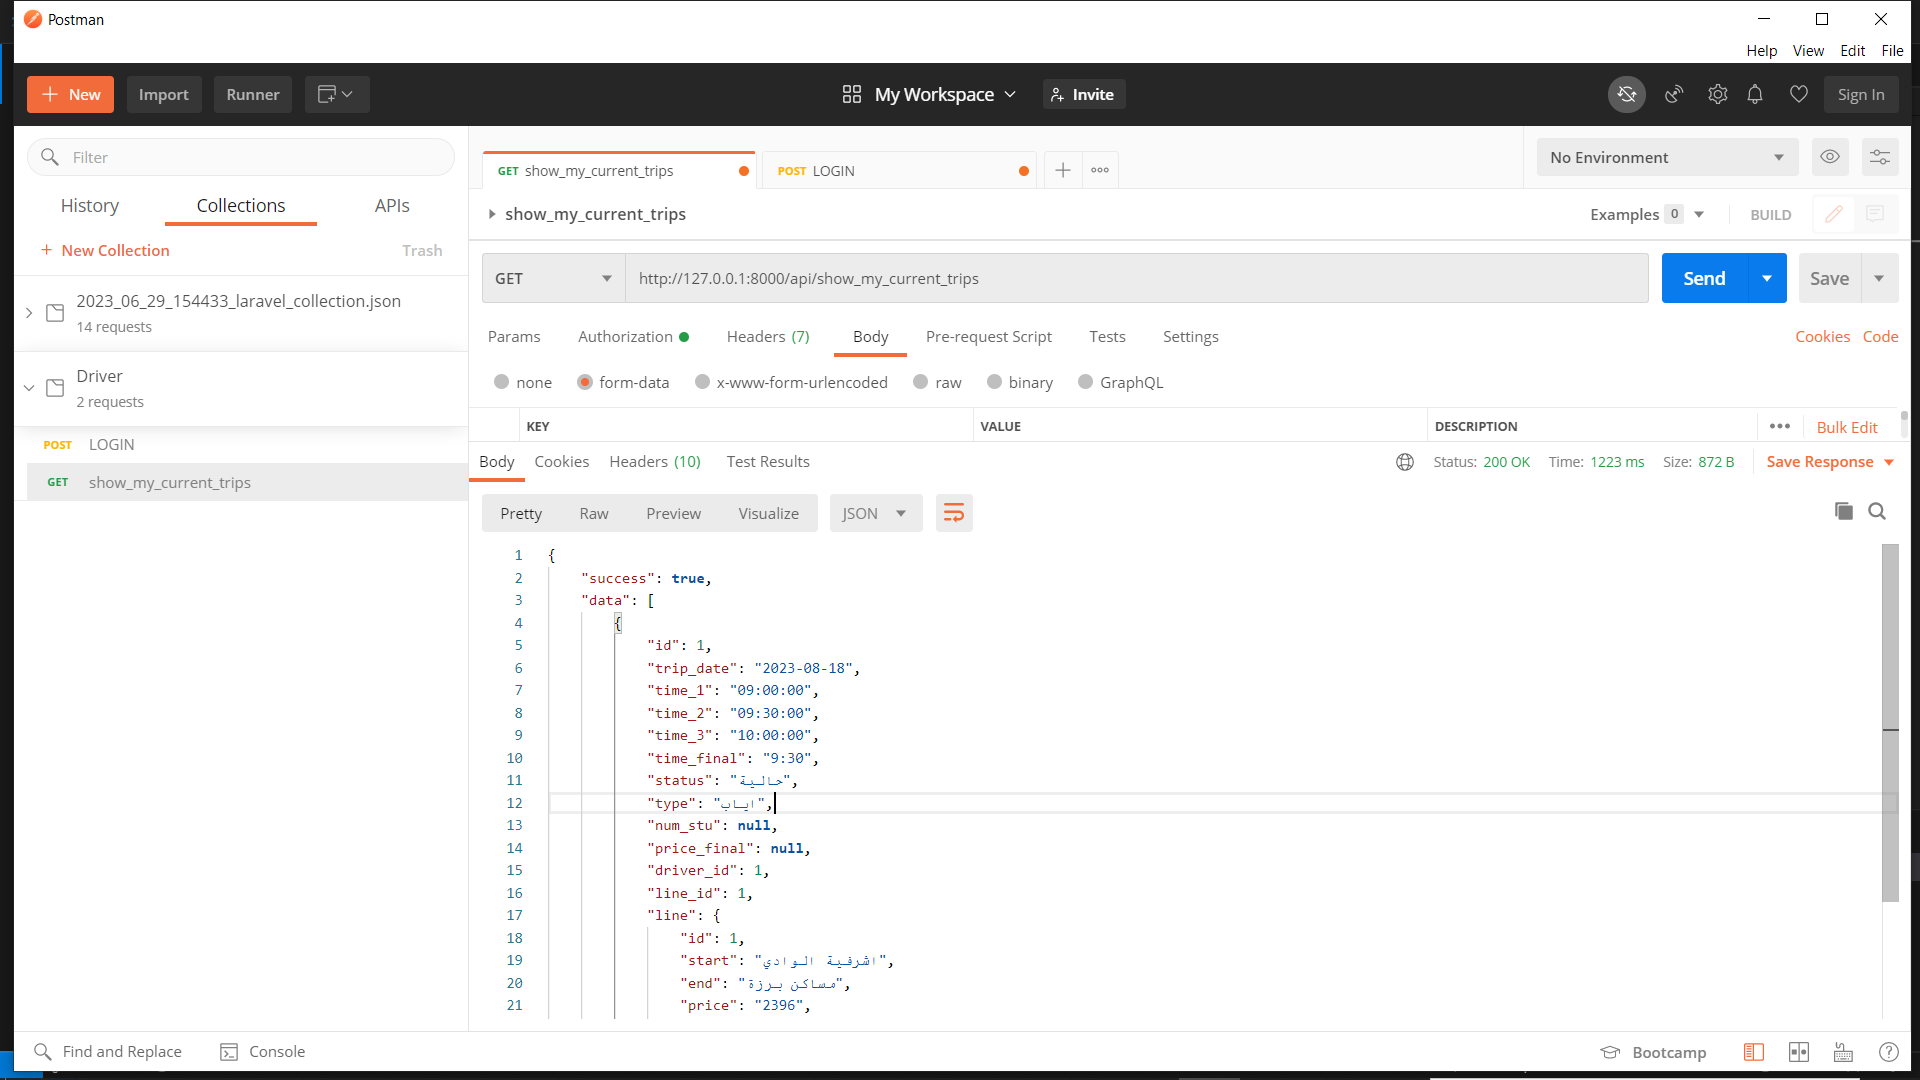 Postman
Help View Edit File
New Import Runner My Workspace Invite Sign In
Filter
History Collections APIs
+ New Collection Trash
2023_06_29_154433_laravel_collection.json
14 requests
Driver
2 requests
POST LOGIN
GET show_my_current_trips
GET show_my_current_trips POST LOGIN
No Environment
show_my_current_trips Examples 0 BUILD
GET http://127.0.0.1:8000/api/show_my_current_trips Send Save
Params Authorization Headers (7) Body Pre-request Script Tests Settings Cookies Code
none form-data x-www-form-urlencoded raw binary GraphQL
KEY VALUE DESCRIPTION Bulk Edit
Body Cookies Headers (10) Test Results Status: 200 OK Time: 1223 ms Size: 872 B Save Response
Pretty Raw Preview Visualize JSON
1 {
2 "success": true,
3 "data": [
4 {
5 "id": 1,
6 "trip_date": "2023-08-18",
7 "time_1": "09:00:00",
8 "time_2": "09:30:00",
9 "time_3": "10:00:00",
10 "time_final": "9:30",
11 "status": "حالية",
12 "type": "اياب",
13 "num_stu": null,
14 "price_final": null,
15 "driver_id": 1,
16 "line_id": 1,
17 "line": {
18 "id": 1,
19 "start": "اشرفية الوادي",
20 "end": "مساكن برزة",
21 "price": "2396",
Find and Replace Console Bootcamp